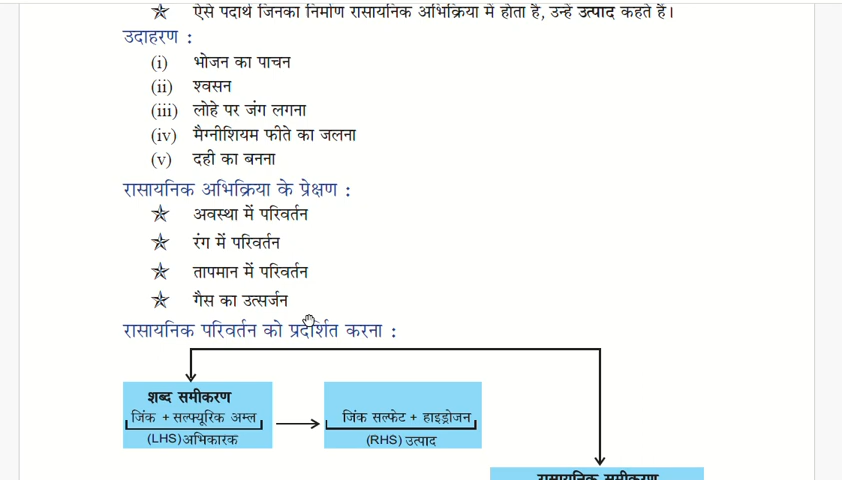 ☆ ऐसे पदार्थ जिनका निर्माण रासायनिक अभिक्रिया में होता है, उन्हें उत्पाद कहते हैं।
उदाहरण :
(i) भोजन का पाचन
(ii) श्वसन
(iii) लोहे पर जंग लगना
(iv) मैग्नीशियम फीते का जलना
(v) दही का बनना
रासायनिक अभिक्रिया के प्रेक्षण :
☆ अवस्था में परिवर्तन
☆ रंग में परिवर्तन
☆ तापमान में परिवर्तन
☆ गैस का उत्सर्जन
रासायनिक परिवर्तन को प्रदर्शित करना :
शब्द समीकरण
जिंक + सल्फ्यूरिक अम्ल
(LHS) अभिकारक
जिंक सल्फेट + हाइड्रोजन
(RHS) उत्पाद
रासायनिक समीकरण